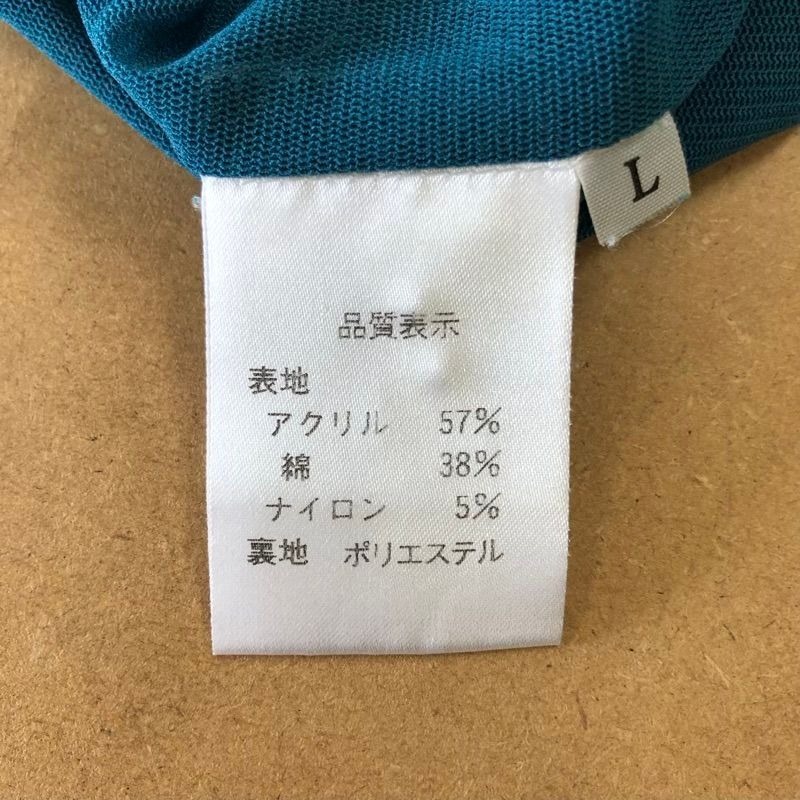 L
品質表示
表地
アクリル 57%
綿 38%
ナイロン 5%
裏地 ポリエステル